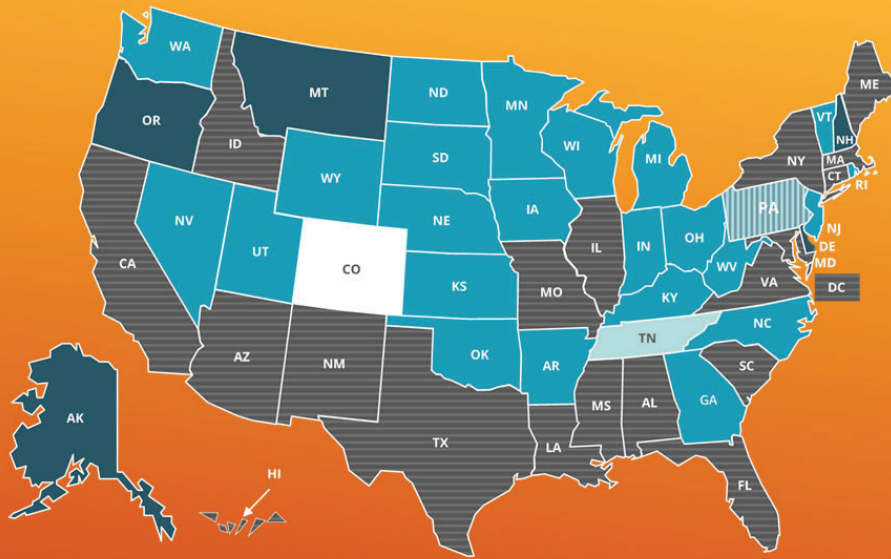 WA
MT
ND
MN
OR
ID
WY
SD
WI
MI
NV
UT
CO
NE
IA
KS
CA
AZ
NM
OK
TX
MO
IL
IN
OH
KY
TN
AR
LA
MS
AL
GA
FL
SC
NC
VA
WV
PA
NY
VT
NH
ME
MA
CT
RI
NJ
DE
MD
DC
AK
HI